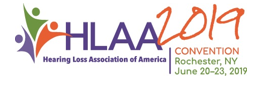 HLAA 2019
Hearing Loss Association of America
CONVENTION
Rochester, NY
June 20–23, 2019